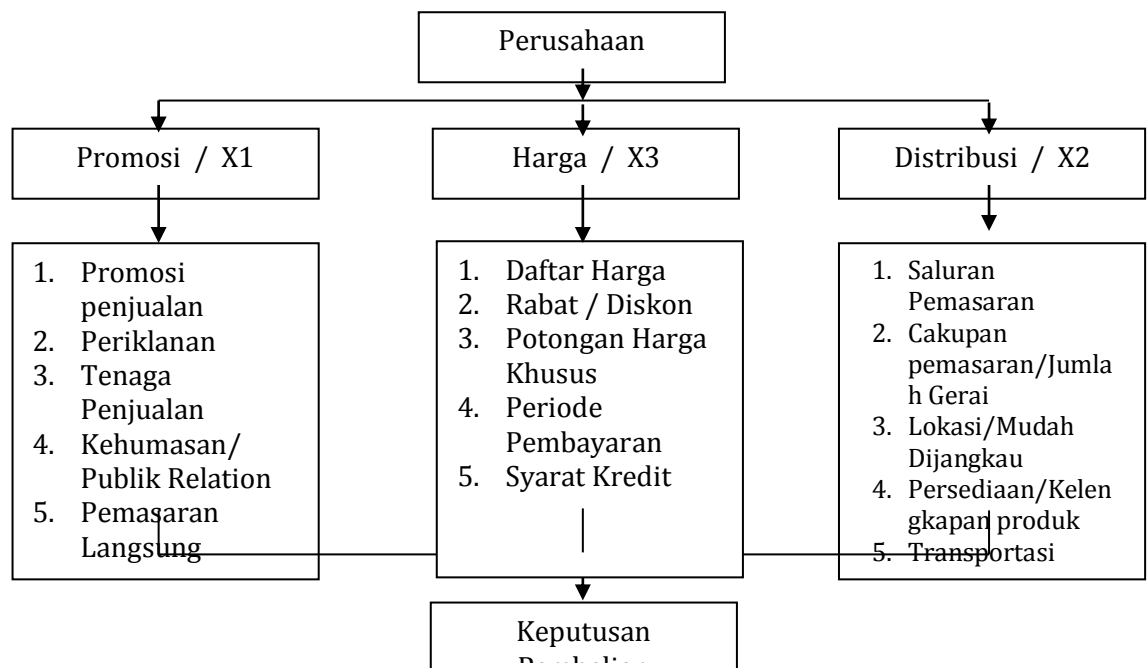 Perusahaan
Promosi / X1
Harga / X3
Distribusi / X2
1. Promosi
penjualan
2. Periklanan
3. Tenaga
Penjualan
4. Kehumasan/
Publik Relation
5. Pemasaran
Langsung
1. Daftar Harga
2. Rabat / Diskon
3. Potongan Harga
Khusus
4. Periode
Pembayaran
5. Syarat Kredit
1. Saluran
Pemasaran
2. Cakupan
pemasaran/Jumla
h Gerai
3. Lokasi/Mudah
Dijangkau
4. Persediaan/Kelen
gkapan produk
5. Transportasi
Keputusan